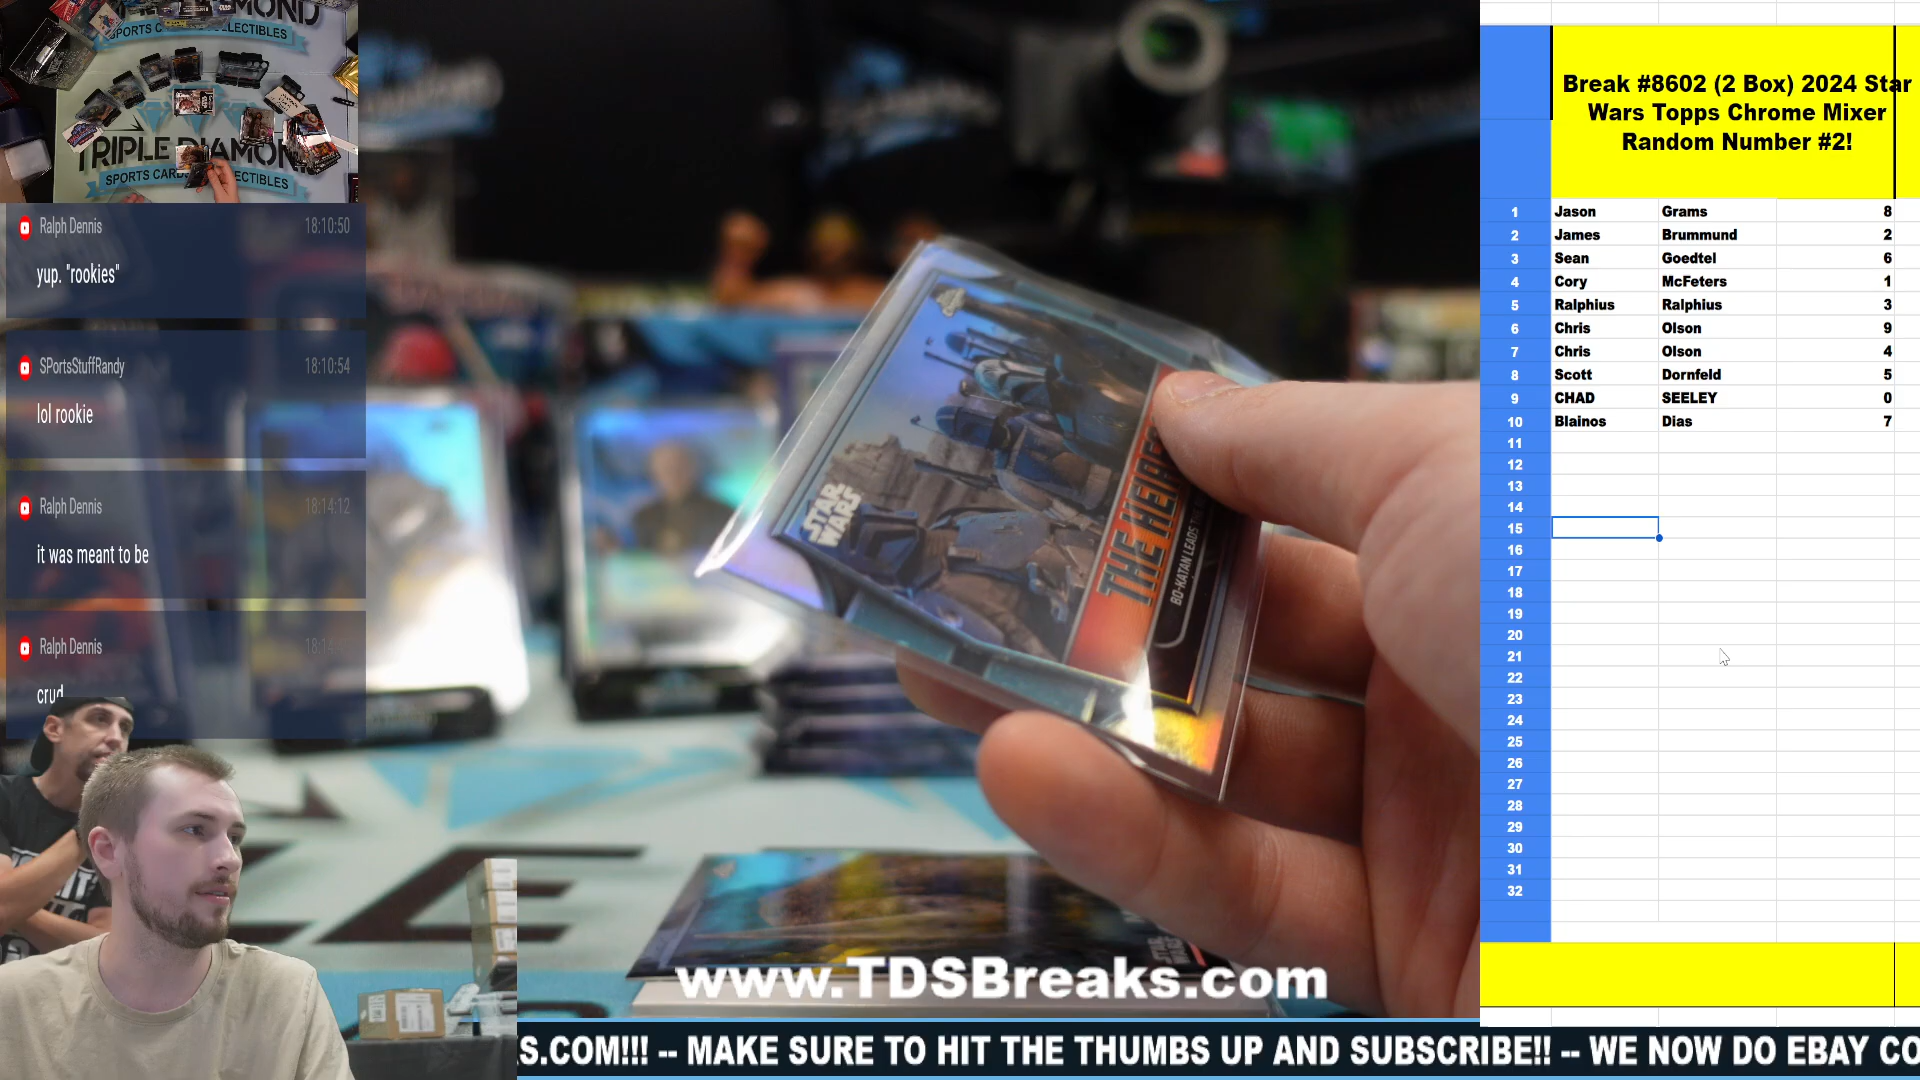 SPORTS CARDS COLLECTIBLES
TRIPLE DIAMOND
SPORTS CARDS COLLECTIBLES
Ralph Dennis 18:10:50
yup. "rookies"
SPortsStuffRandy 18:10:54
lol rookie
Ralph Dennis 18:14:12
it was meant to be
Ralph Dennis
crud
STAR WARS
BO-KATAN LEADS
www.TDSBreaks.com
S.COM!!! -- MAKE SURE TO HIT THE THUMBS UP AND SUBSCRIBE!! -- WE NOW DO EBAY CO
Break #8602 (2 Box) 2024 Star
Wars Topps Chrome Mixer
Random Number #2!
1 Jason Grams 8
2 James Brummund 2
3 Sean Goedtel 6
4 Cory McFeters 1
5 Ralphius Ralphius 3
6 Chris Olson 9
7 Chris Olson 4
8 Scott Dornfeld 5
9 CHAD SEELEY 0
10 Blainos Dias 7
11
12
13
14
15
16
17
18
19
20
21
22
23
24
25
26
27
28
29
30
31
32